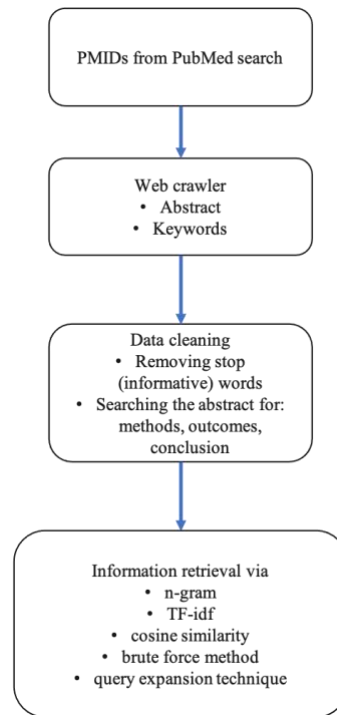 PMIDs from PubMed search
Web crawler
• Abstract
• Keywords
Data cleaning
• Removing stop
(informative) words
• Searching the abstract for:
methods, outcomes,
conclusion
Information retrieval via
• n-gram
• TF-idf
• cosine similarity
• brute force method
• query expansion technique